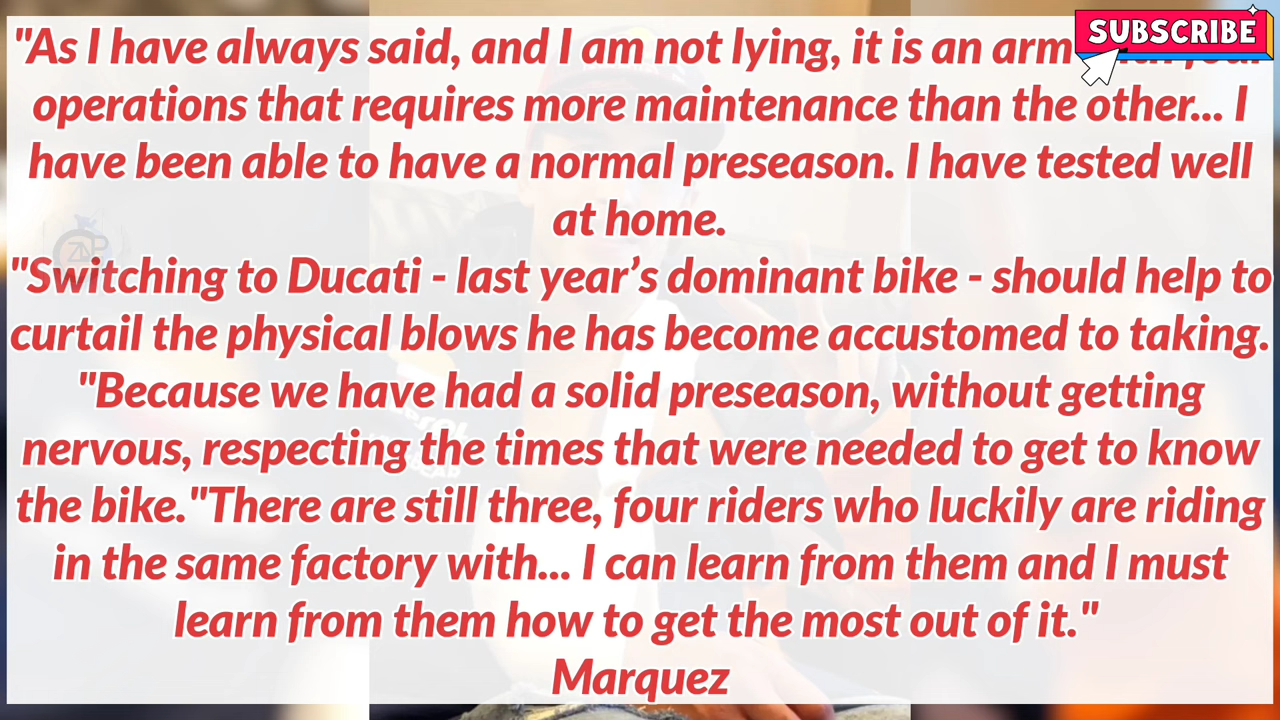 SUBSCRIBE
"As I have always said, and I am not lying, it is an arm
operations that requires more maintenance than the other... I
have been able to have a normal preseason. I have tested well
at home.
"Switching to Ducati - last year’s dominant bike - should help to
curtail the physical blows he has become accustomed to taking.
"Because we have had a solid preseason, without getting
nervous, respecting the times that were needed to get to know
the bike."There are still three, four riders who luckily are riding
in the same factory with... I can learn from them and I must
learn from them how to get the most out of it."
Marquez